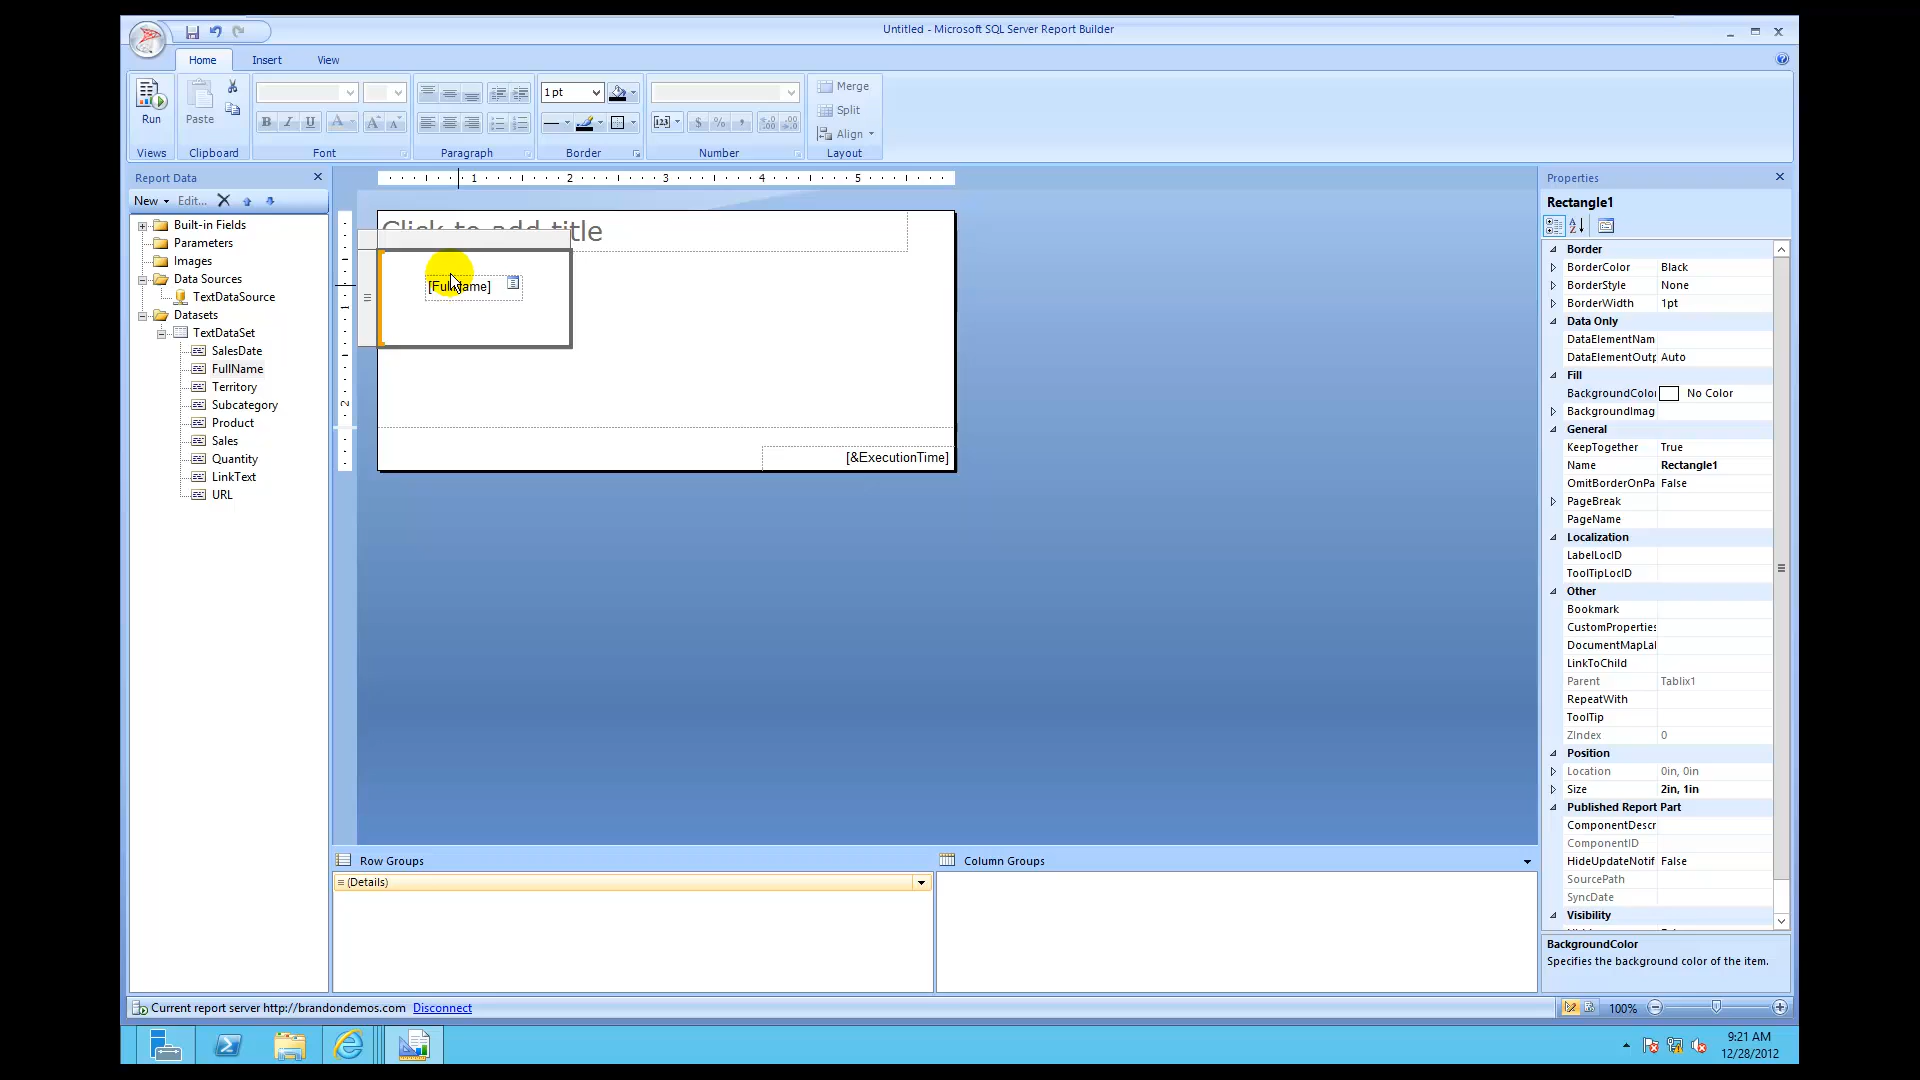 Untitled - Microsoft SQL Server Report Builder
Home Insert View
Run
Paste
1 pt
B I U A A A
$ % ,
Merge
Split
Align
Views Clipboard Font Paragraph Border Number Layout
Report Data
New Edit...
Built-in Fields
Parameters
Images
Data Sources
TextDataSource
Datasets
TextDataSet
SalesDate
FullName
Territory
Subcategory
Product
Sales
Quantity
LinkText
URL
1 2 3 4 5
1
2
Click to add title
[FullName]
[&ExecutionTime]
Row Groups
(Details)
Column Groups
Properties
Rectangle1
Border
BorderColor Black
BorderStyle None
BorderWidth 1pt
Data Only
DataElementNam
DataElementOutp Auto
Fill
BackgroundColor No Color
BackgroundImag
General
KeepTogether True
Name Rectangle1
OmitBorderOnPa False
PageBreak
PageName
Localization
LabelLocID
ToolTipLocID
Other
Bookmark
CustomProperties
DocumentMapLal
LinkToChild
Parent Tablix1
RepeatWith
ToolTip
ZIndex 0
Position
Location 0in, 0in
Size 2in, 1in
Published Report Part
ComponentDescr
ComponentID
HideUpdateNotif False
SourcePath
SyncDate
Visibility
BackgroundColor
Specifies the background color of the item.
Current report server http://brandondemos.com Disconnect
100%
9:21 AM
12/28/2012